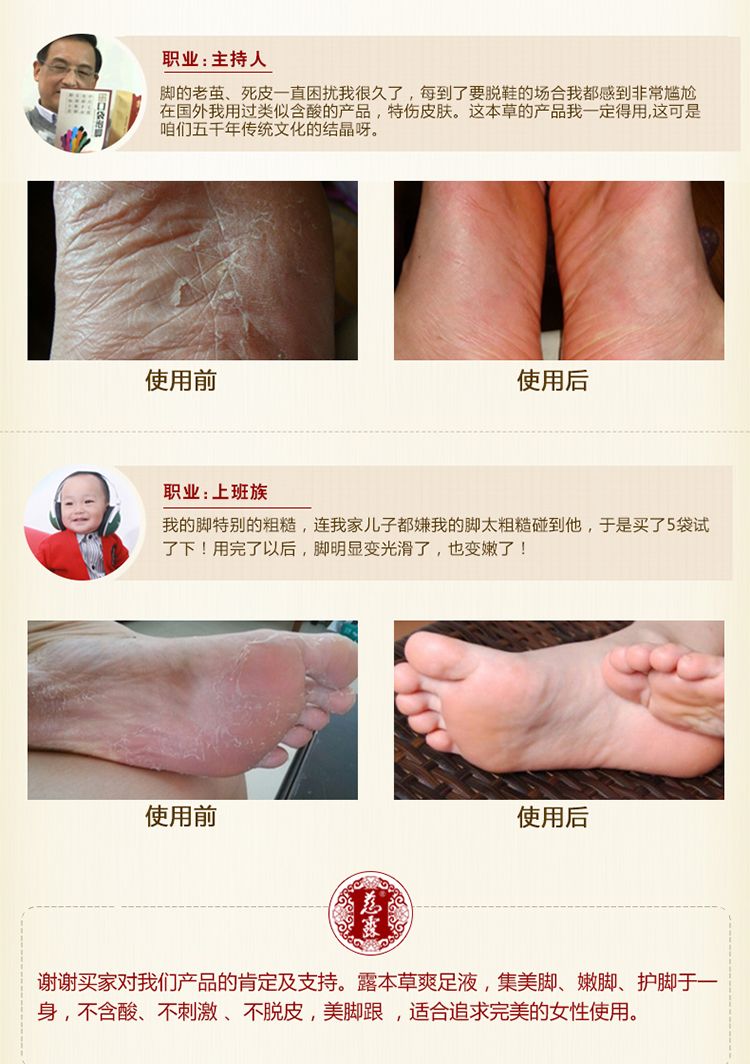 职业:主持人
脚的老茧、死皮一直困扰我很久了，每到了要脱鞋的场合我都感到非常尴尬
在国外我用过类似含酸的产品，特伤皮肤。这本草的产品我一定得用,这可是
咱们五千年传统文化的结晶呀。
口袋泡脚
使用前
使用后
职业:上班族
我的脚特别的粗糙，连我家儿子都嫌我的脚太粗糙碰到他，于是买了5袋试
了下！用完了以后，脚明显变光滑了，也变嫩了！
使用前
使用后
慈露
谢谢买家对我们产品的肯定及支持。露本草爽足液，集美脚、嫩脚、护脚于一
身，不含酸、不刺激 、不脱皮，美脚跟 ，适合追求完美的女性使用。